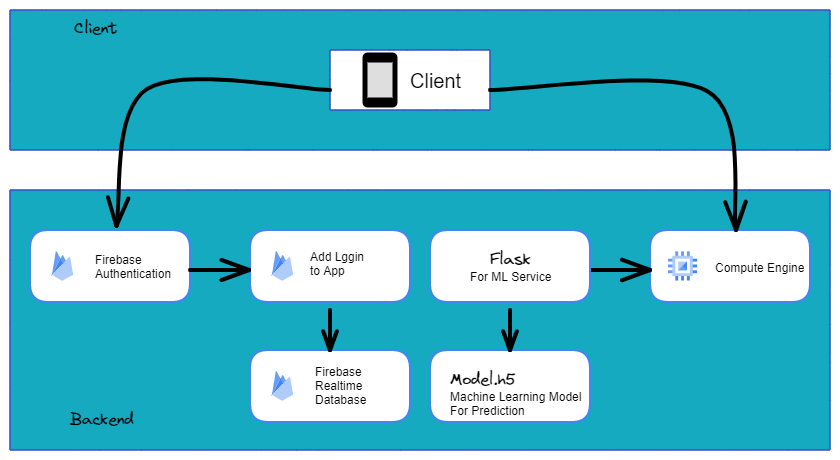 Client
Client
Firebase
Authentication
Add Lggin
to App
Flask
For ML Service
Compute Engine
Firebase
Realtime
Database
Model.h5
Machine Learning Model
For Prediction
Backend